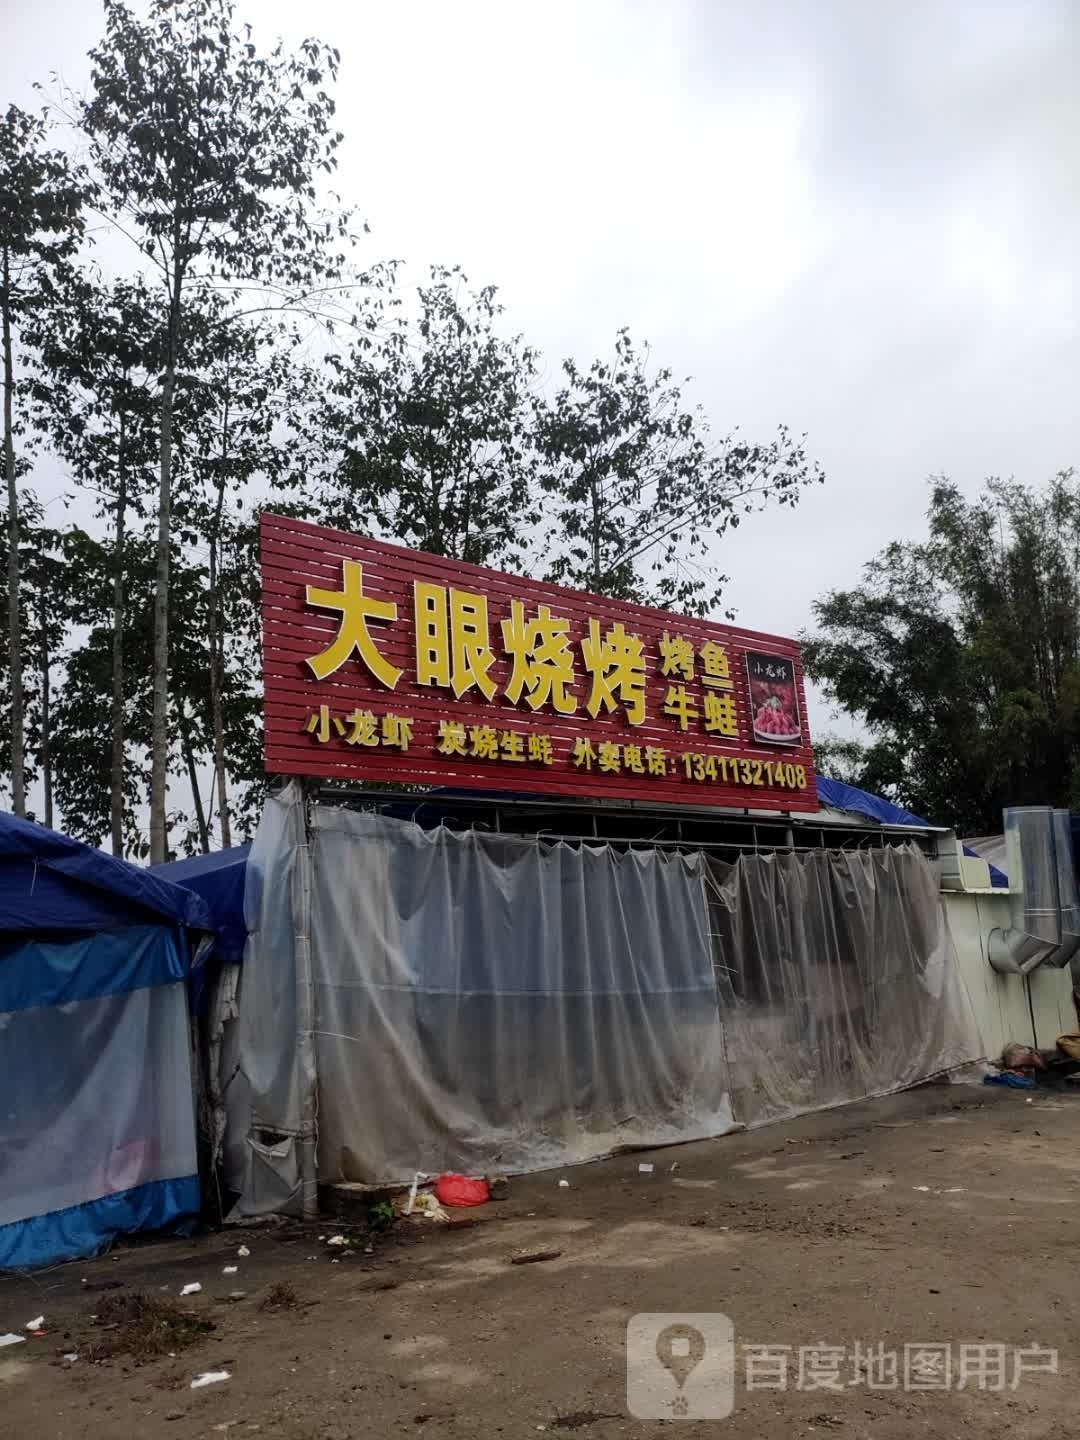 大眼烧烤
烤鱼
牛蛙
小龙虾
小龙虾 炭烧生蚝 外卖电话:13411321408
百度地图用户